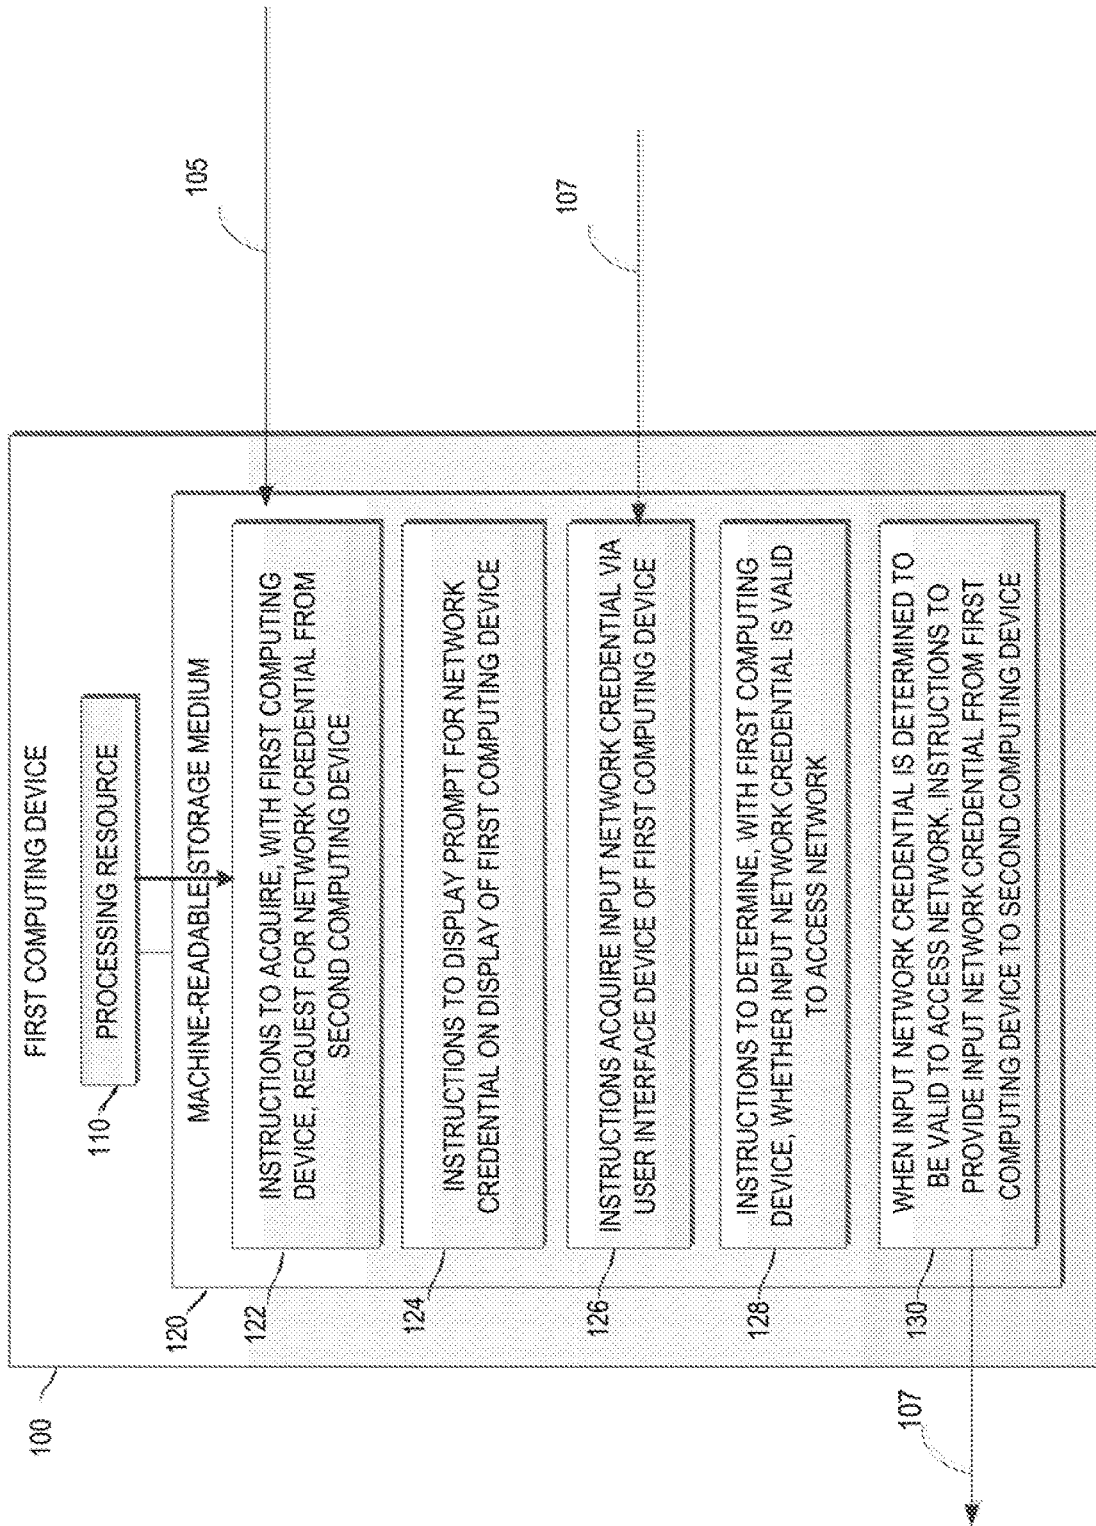 100
FIRST COMPUTING DEVICE
110
PROCESSING RESOURCE
120
MACHINE-READABLE STORAGE MEDIUM
105
122
INSTRUCTIONS TO ACQUIRE, WITH FIRST COMPUTING
DEVICE, REQUEST FOR NETWORK CREDENTIAL FROM
SECOND COMPUTING DEVICE
124
INSTRUCTIONS TO DISPLAY PROMPT FOR NETWORK
CREDENTIAL ON DISPLAY OF FIRST COMPUTING DEVICE
107
126
INSTRUCTIONS ACQUIRE INPUT NETWORK CREDENTIAL VIA
USER INTERFACE DEVICE OF FIRST COMPUTING DEVICE
128
INSTRUCTIONS TO DETERMINE, WITH FIRST COMPUTING
DEVICE, WHETHER INPUT NETWORK CREDENTIAL IS VALID
TO ACCESS NETWORK
130
WHEN INPUT NETWORK CREDENTIAL IS DETERMINED TO
BE VALID TO ACCESS NETWORK, INSTRUCTIONS TO
PROVIDE INPUT NETWORK CREDENTIAL FROM FIRST
COMPUTING DEVICE TO SECOND COMPUTING DEVICE
107